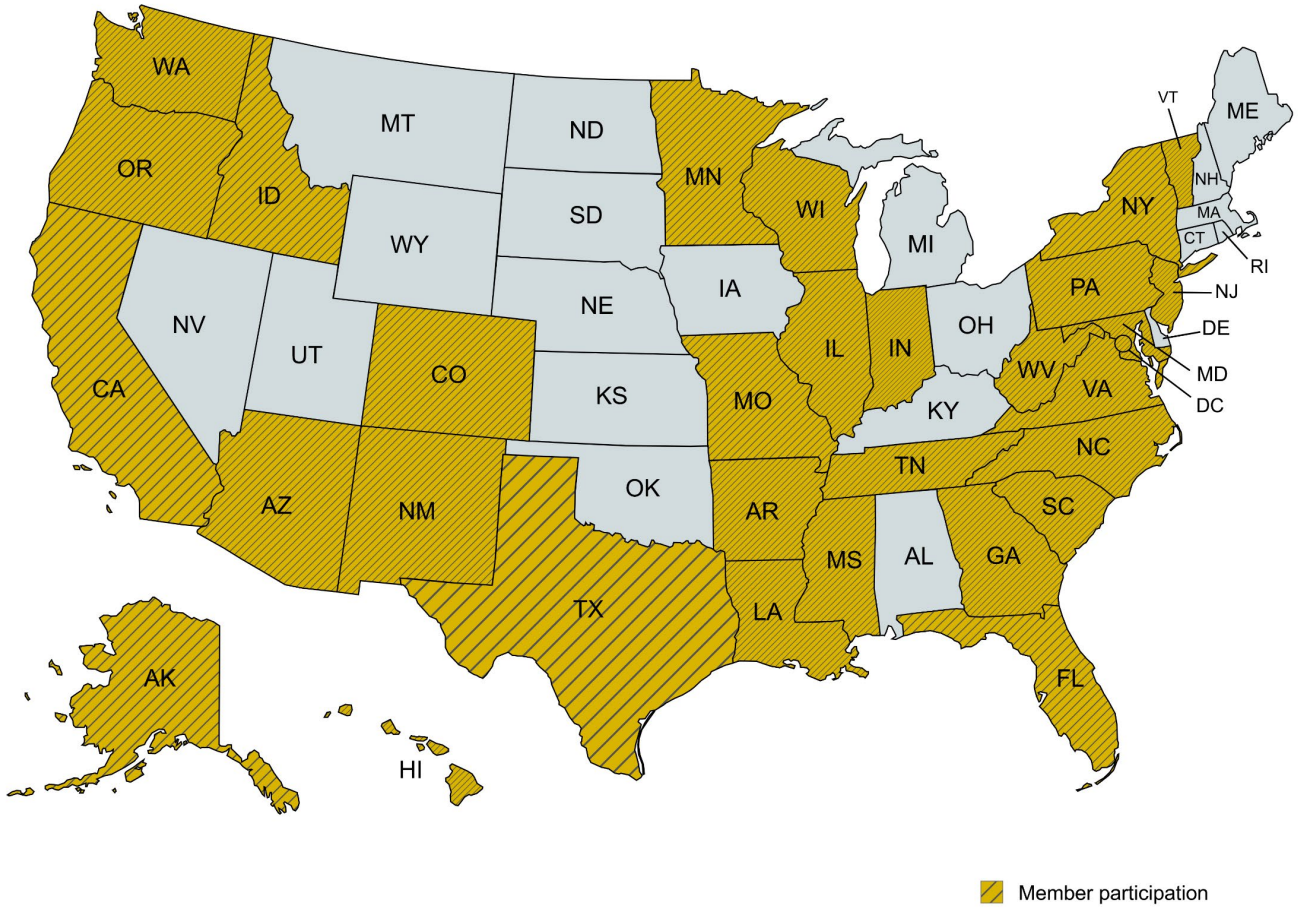 WA
MT
ND
MN
VT
ME
OR
ID
SD
WI
NY
NH
MA
WY
MI
CT
RI
NE
IA
PA
NJ
NV
UT
OH
DE
CO
IL
IN
WV
MD
CA
KS
MO
KY
VA
DC
NC
TN
AZ
NM
OK
AR
SC
MS
AL
GA
TX
LA
AK
FL
HI
Member participation